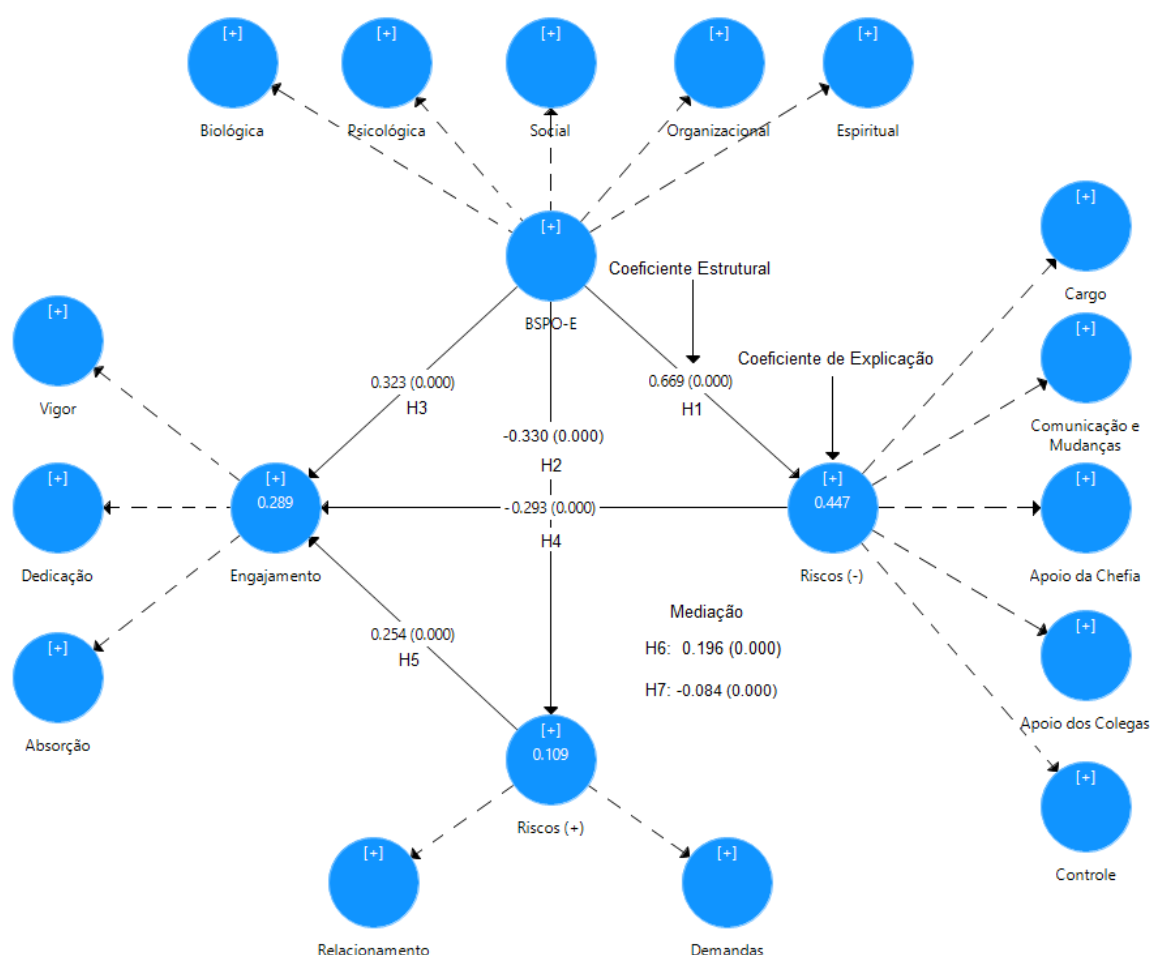 [+]
[+]
[+]
[+]
[+]
Biológica
Psicológica
Social
Organizacional
Espiritual
[+]
Cargo
[+]
BSPO-E
Coeficiente Estrutural
[+]
Comunicação e
Mudanças
[+]
Vigor
Coeficiente de Explicação
0.323 (0.000)
H3
0.669 (0.000)
H1
-0.330 (0.000)
H2
[+]
Dedicação
[+]
0.289
Engajamento
-0.293 (0.000)
H4
[+]
0.447
Riscos (-)
[+]
Apoio da Chefia
Mediação
H6: 0.196 (0.000)
H7: -0.084 (0.000)
[+]
Apoio dos Colegas
[+]
Absorção
0.254 (0.000)
H5
[+]
0.109
Riscos (+)
[+]
Controle
[+]
Relacionamento
[+]
Demandas